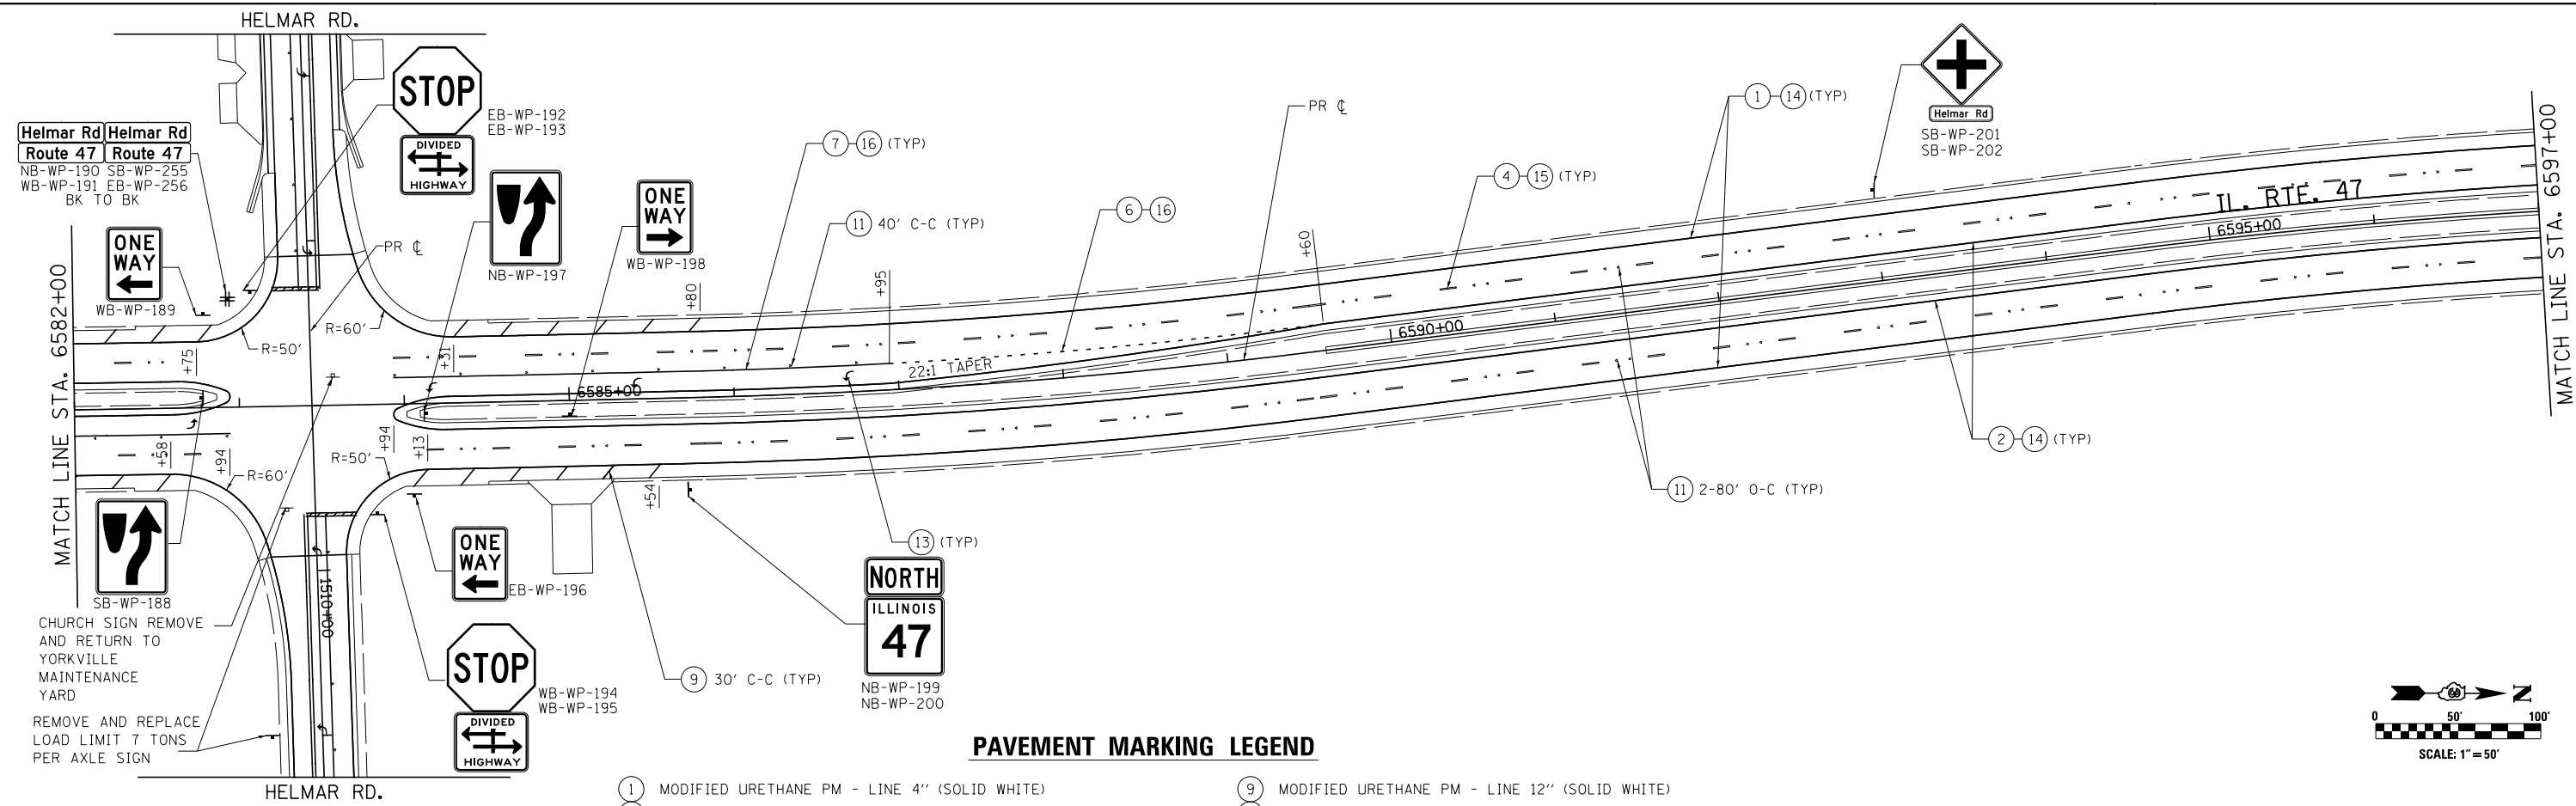 HELMAR RD.
STOP
DIVIDED
HIGHWAY
EB-WP-192
EB-WP-193
Helmar Rd Helmar Rd
Route 47 Route 47
NB-WP-190 SB-WP-255
WB-WP-191 EB-WP-256
BK TO BK
ONE
WAY
WB-WP-189
MATCH LINE STA. 6582+00
PR ℄
R=60'
R=50'
+75
NB-WP-197
ONE
WAY
WB-WP-198
+31
+80
7 16 (TYP)
11 40' C-C (TYP)
+95
6 16
PR ℄
+60
4 15 (TYP)
1 14 (TYP)
Helmar Rd
SB-WP-201
SB-WP-202
IL. RTE. 47
6595+00
MATCH LINE STA. 6597+00
6590+00
22:1 TAPER
6585+00
+58
+94
R=60'
R=50'
+94
+13
+54
2 14 (TYP)
11 2-80' O-C (TYP)
13 (TYP)
SB-WP-188
ONE
WAY
EB-WP-196
1510+00
CHURCH SIGN REMOVE
AND RETURN TO
YORKVILLE
MAINTENANCE
YARD
REMOVE AND REPLACE
LOAD LIMIT 7 TONS
PER AXLE SIGN
STOP
DIVIDED
HIGHWAY
WB-WP-194
WB-WP-195
9 30' C-C (TYP)
NORTH
ILLINOIS
47
NB-WP-199
NB-WP-200
HELMAR RD.
N
0 50' 100'
SCALE: 1"=50'
PAVEMENT MARKING LEGEND
1 MODIFIED URETHANE PM - LINE 4'' (SOLID WHITE)
9 MODIFIED URETHANE PM - LINE 12'' (SOLID WHITE)